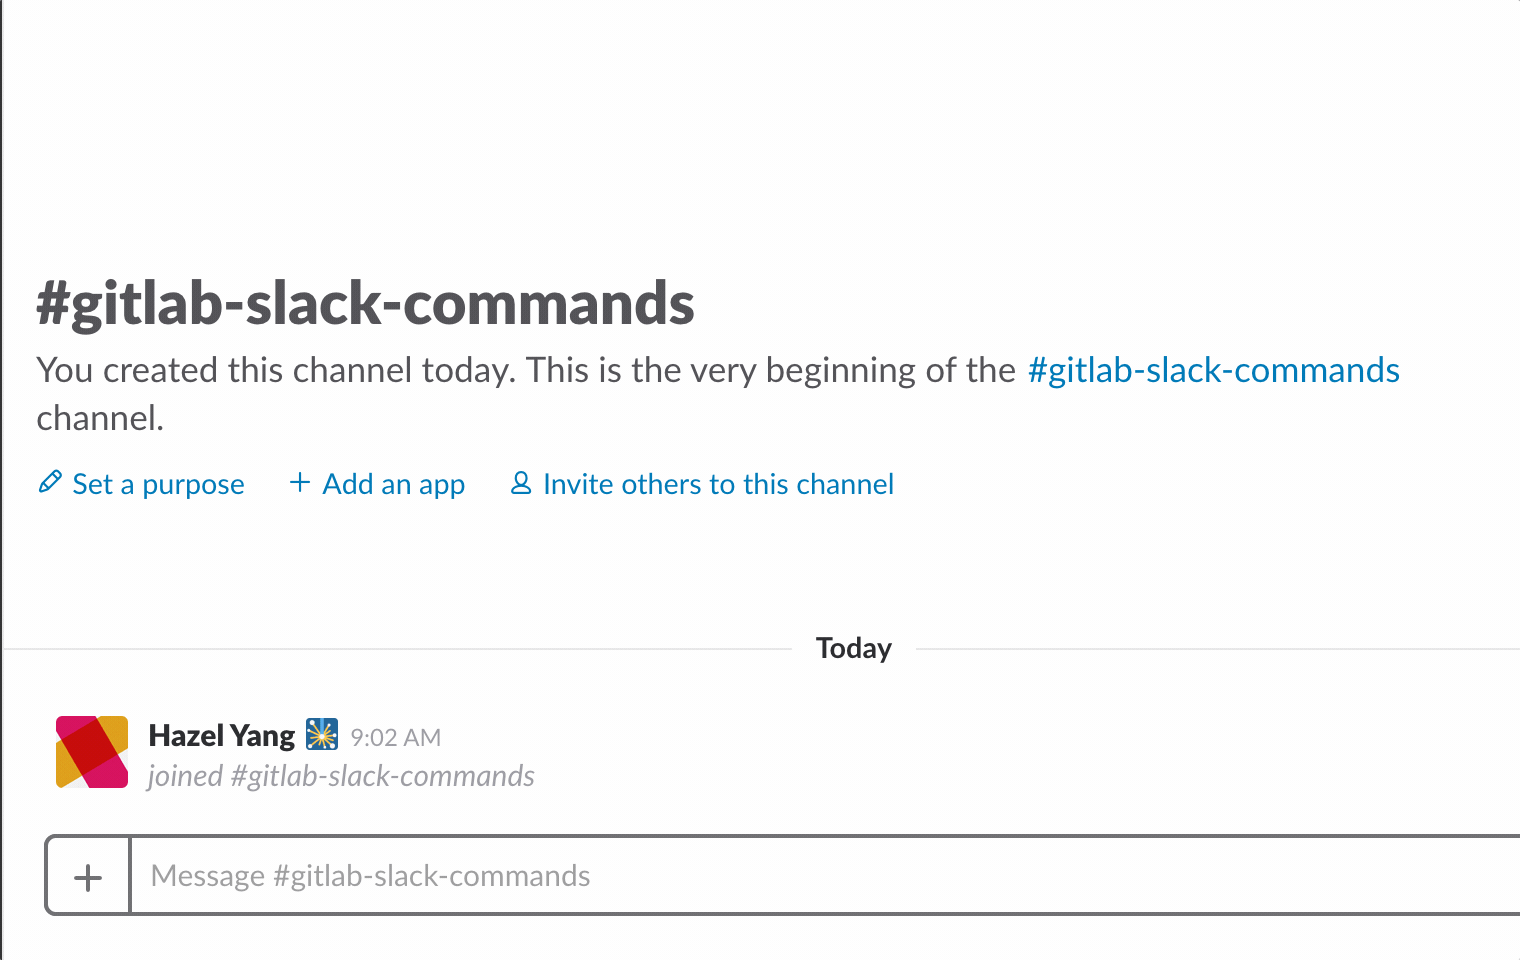 #gitlab-slack-commands
You created this channel today. This is the very beginning of the #gitlab-slack-commands
channel.
Set a purpose + Add an app Invite others to this channel
Today
Hazel Yang 9:02 AM
joined #gitlab-slack-commands
+ Message #gitlab-slack-commands